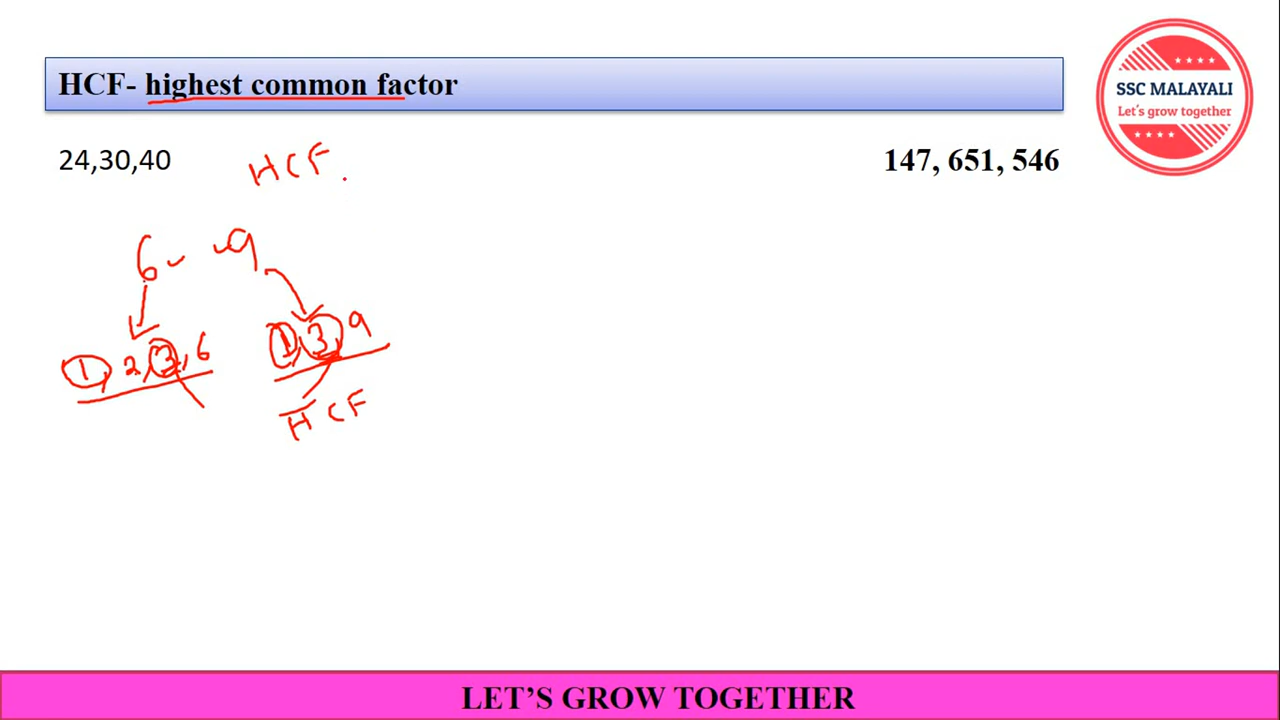 HCF- highest common factor
SSC MALAYALI
Let's grow together
24,30,40
HCF.
147, 651, 546
6 9
1, 2, 3, 6
1, 3, 9
HCF
LET'S GROW TOGETHER